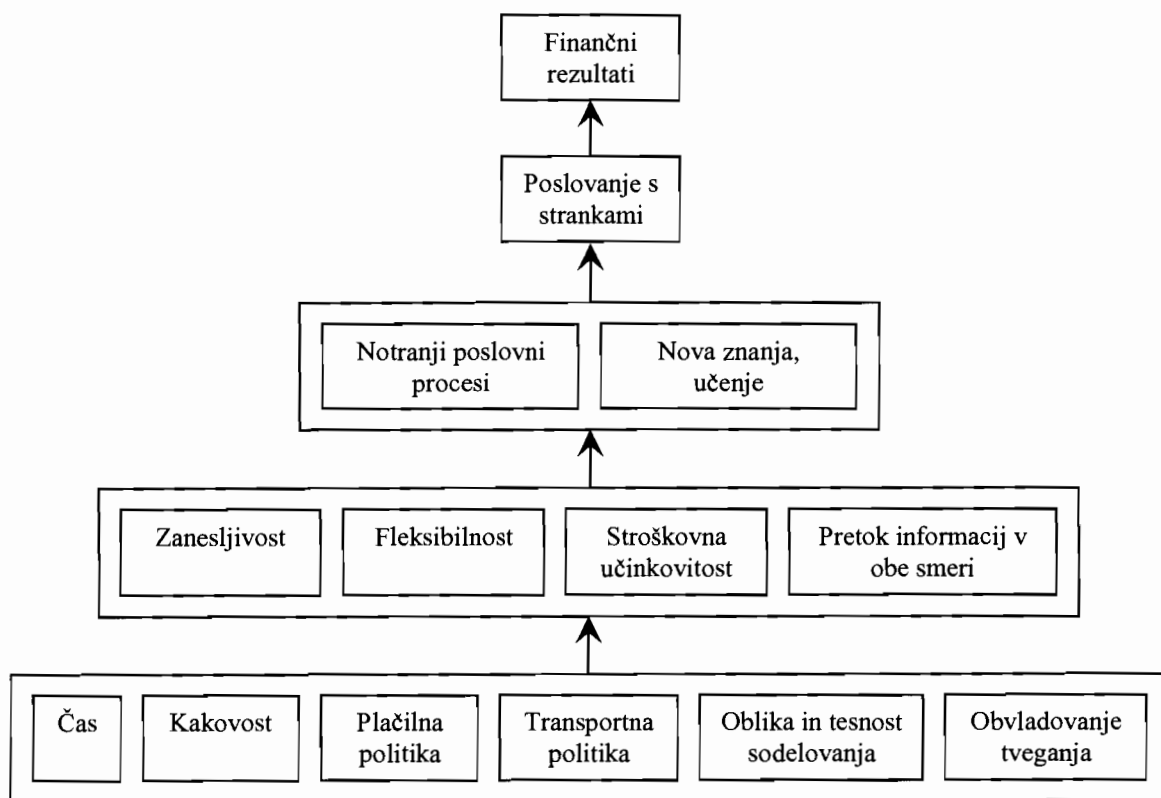 Finančni
rezultati
Poslovanje s
strankami
Notranji poslovni
procesi
Nova znanja,
učenje
Zanesljivost
Fleksibilnost
Stroškovna
učinkovitost
Pretok informacij v
obe smeri
Čas
Kakovost
Plačilna
politika
Transportna
politika
Oblika in tesnost
sodelovanja
Obvladovanje
tveganja